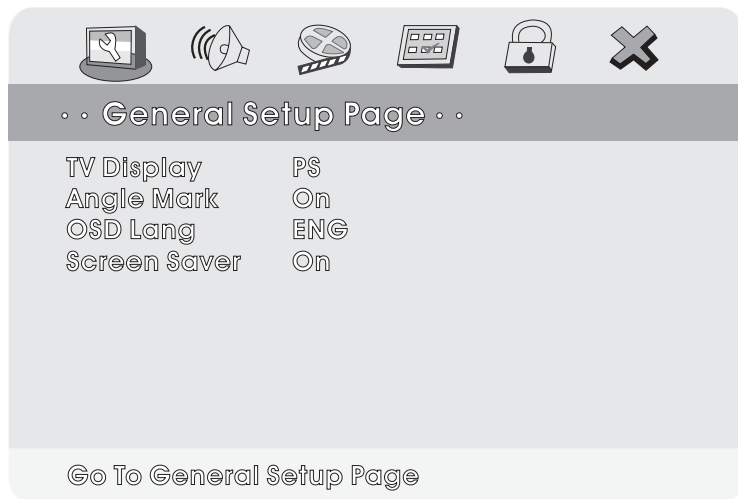 · · General Setup Page · ·
TV Display PS
Angle Mark On
OSD Lang ENG
Screen Saver On
Go To General Setup Page